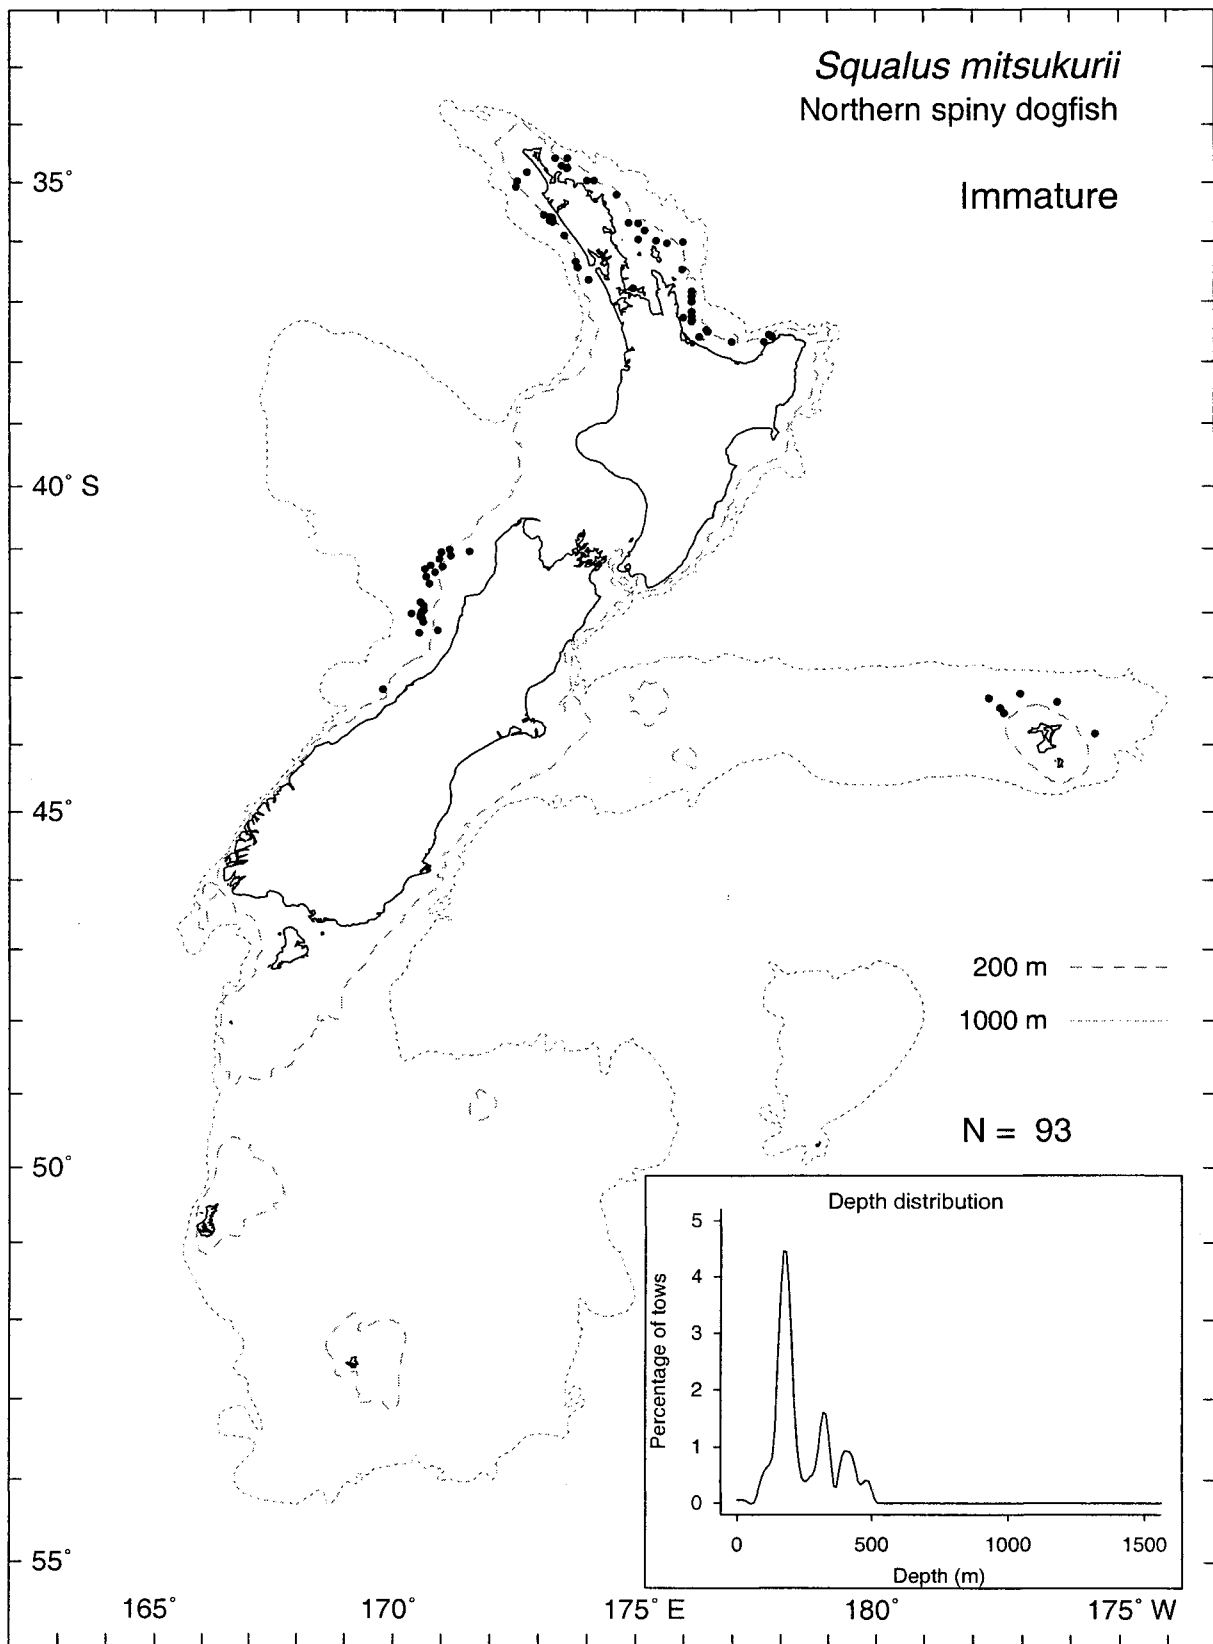 Squalus mitsukurii
Northern spiny dogfish
Immature
35°
40° S
45°
50°
55°
200 m
1000 m
N = 93
Depth distribution
Percentage of tows
5
4
3
2
1
0
0
500
1000
1500
Depth (m)
165°
170°
175° E
180°
175° W